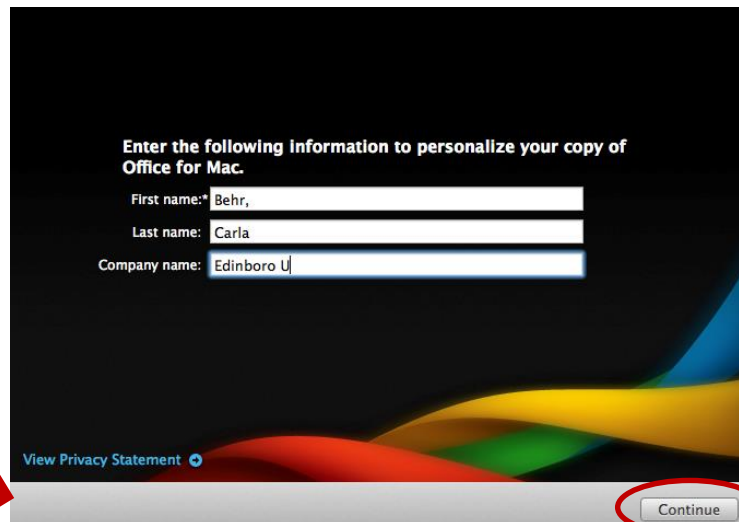 Enter the following information to personalize your copy of
Office for Mac.
First name:* Behr,
Last name: Carla
Company name: Edinboro U
View Privacy Statement
Continue